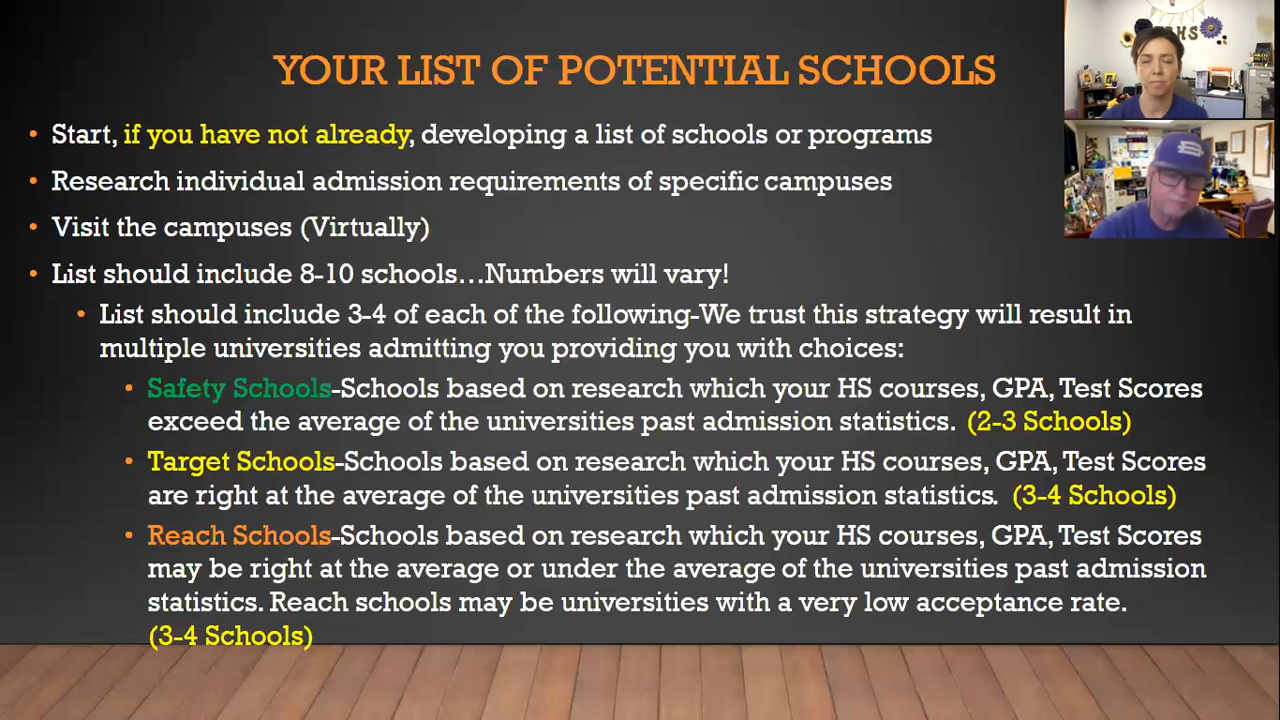 YOUR LIST OF POTENTIAL SCHOOLS
• Start, if you have not already, developing a list of schools or programs
• Research individual admission requirements of specific campuses
• Visit the campuses (Virtually)
• List should include 8-10 schools…Numbers will vary!
• List should include 3-4 of each of the following-We trust this strategy will result in
multiple universities admitting you providing you with choices:
• Safety Schools-Schools based on research which your HS courses, GPA, Test Scores
exceed the average of the universities past admission statistics. (2-3 Schools)
• Target Schools-Schools based on research which your HS courses, GPA, Test Scores
are right at the average of the universities past admission statistics. (3-4 Schools)
• Reach Schools-Schools based on research which your HS courses, GPA, Test Scores
may be right at the average or under the average of the universities past admission
statistics. Reach schools may be universities with a very low acceptance rate.
(3-4 Schools)